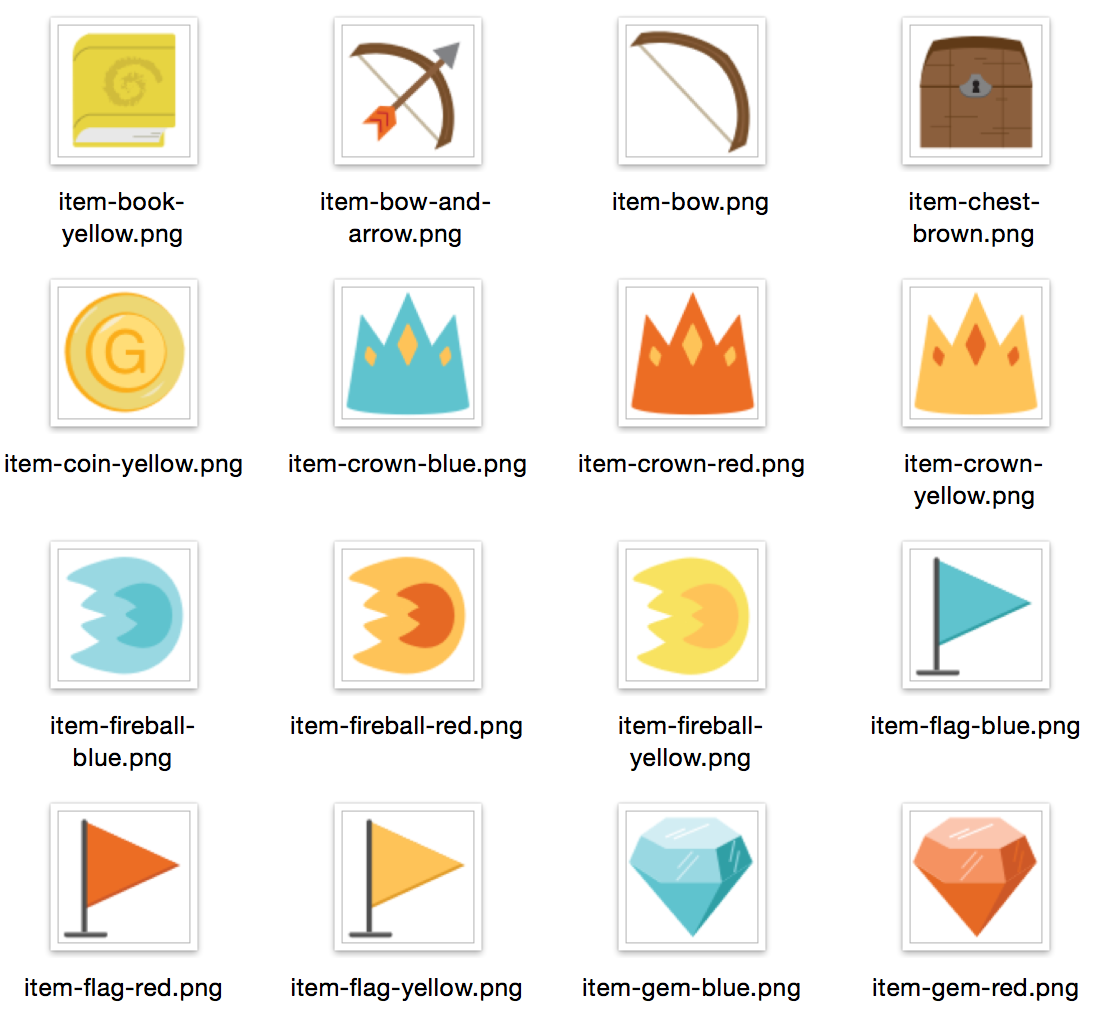 item-book-
yellow.png
item-bow-and-
arrow.png
item-bow.png
item-chest-
brown.png
G
item-coin-yellow.png
item-crown-blue.png
item-crown-red.png
item-crown-
yellow.png
item-fireball-
blue.png
item-fireball-red.png
item-fireball-
yellow.png
item-flag-blue.png
item-flag-red.png
item-flag-yellow.png
item-gem-blue.png
item-gem-red.png